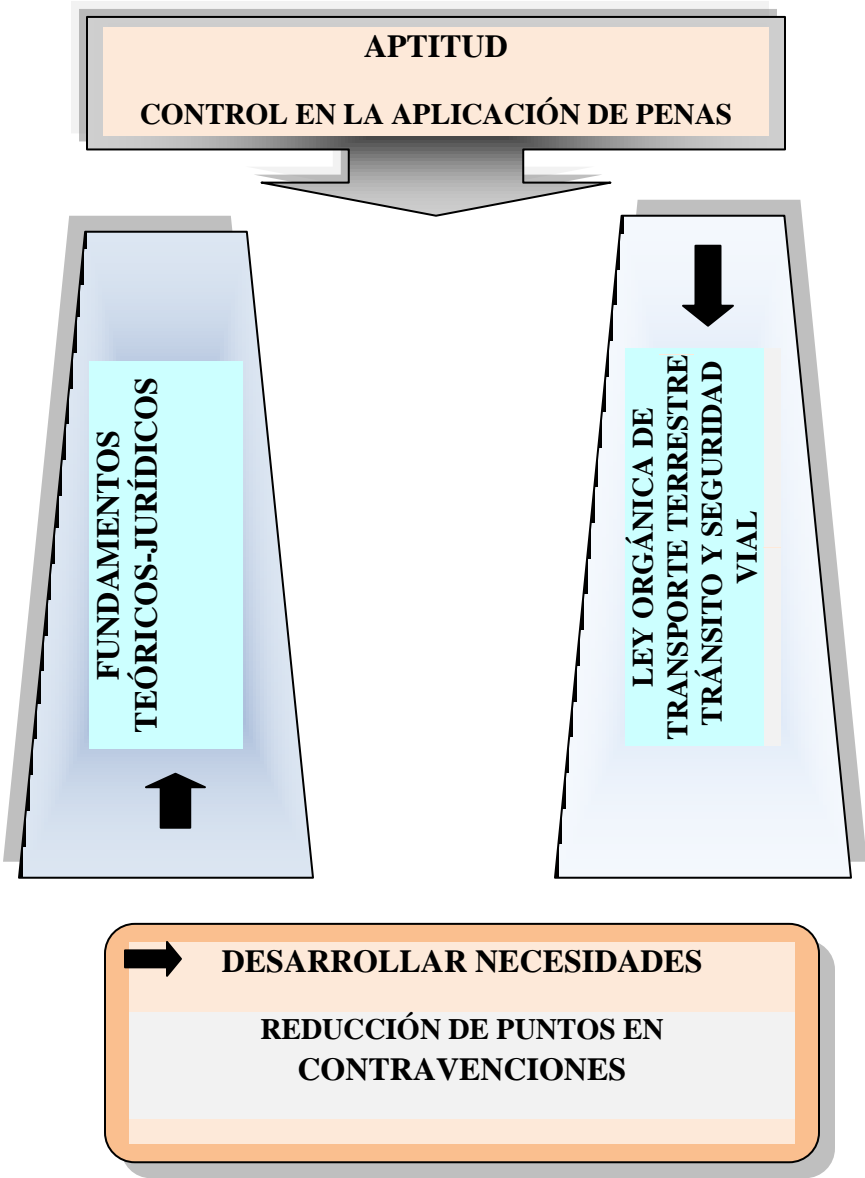 APTITUD
CONTROL EN LA APLICACIÓN DE PENAS
FUNDAMENTOS
TEÓRICOS-JURÍDICOS
LEY ORGÁNICA DE
TRANSPORTE TERRESTRE
TRÁNSITO Y SEGURIDAD
VIAL
DESARROLLAR NECESIDADES
REDUCCIÓN DE PUNTOS EN
CONTRAVENCIONES